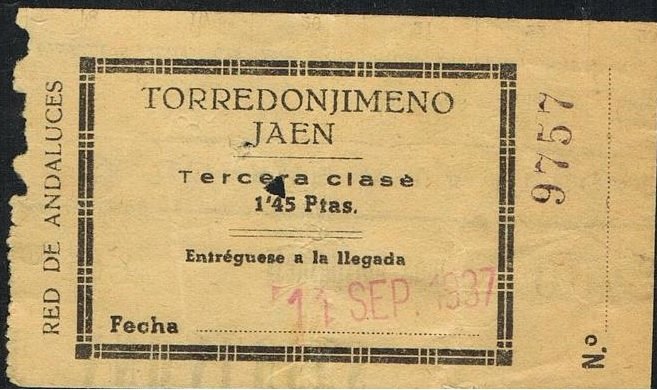 RED DE ANDALUCES
TORREDONJIMENO
JAEN
Tercera clase
1'45 Ptas.
Entréguese a la llegada
11 SEP. 1937
Fecha
9757
N.º